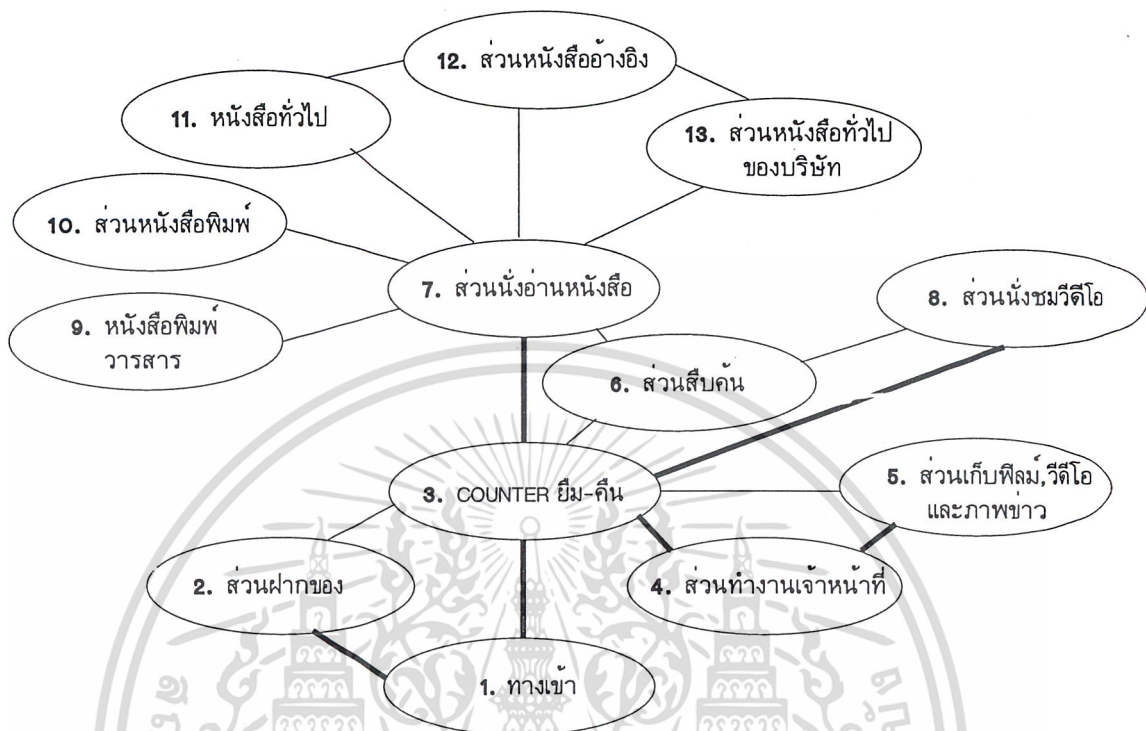 12. ส่วนหนังสืออ้างอิง
11. หนังสือทั่วไป
13. ส่วนหนังสือทั่วไป
ของบริษัท
10. ส่วนหนังสือพิมพ์
7. ส่วนนั่งอ่านหนังสือ
8. ส่วนนั่งชมวีดีโอ
9. หนังสือพิมพ์
วารสาร
6. ส่วนสืบค้น
3. COUNTER ยืม-คืน
5. ส่วนเก็บฟิลม์,วีดีโอ
และภาพข่าว
2. ส่วนฝากของ
4. ส่วนทำงานเจ้าหน้าที่
1. ทางเข้า